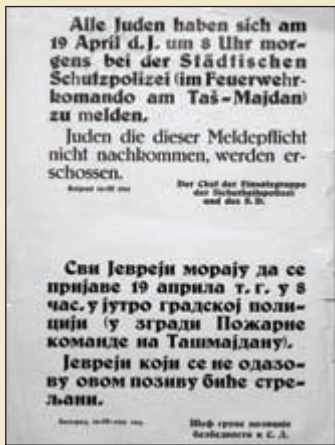 Alle Juden haben sich am
19 April d. J. um 8 Uhr mor-
gens bei der Städtischen
Schutzpolizei (im Feuerwehr-
komando am Taš-Majdan)
zu melden.
Juden die dieser Meldepflicht
nicht nachkommen, werden er-
schossen.
Belgrad
Der Chef der Einsatzgruppe
der Sicherheitspolizei
und des S. D.
Сви Јевреји морају да се
пријаве 19 априла т. г. у 8
час. у јутро градској поли-
цији (у згради Пожарне
команде на Ташмајдану).
Јевреји који се не одазо-
ву овом позиву биће стре-
љани.
Београд,
Шеф групе полиције
безбедности и С. Д.